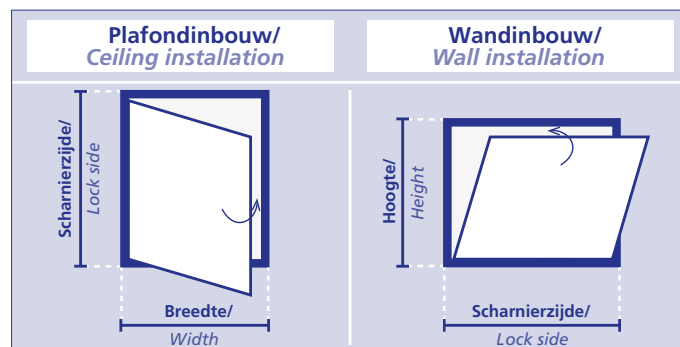 Plafondinbouw/
Ceiling installation
Wandinbouw/
Wall installation
Scharnierzijde/
Lock side
Breedte/
Width
Hoogte/
Height
Scharnierzijde/
Lock side